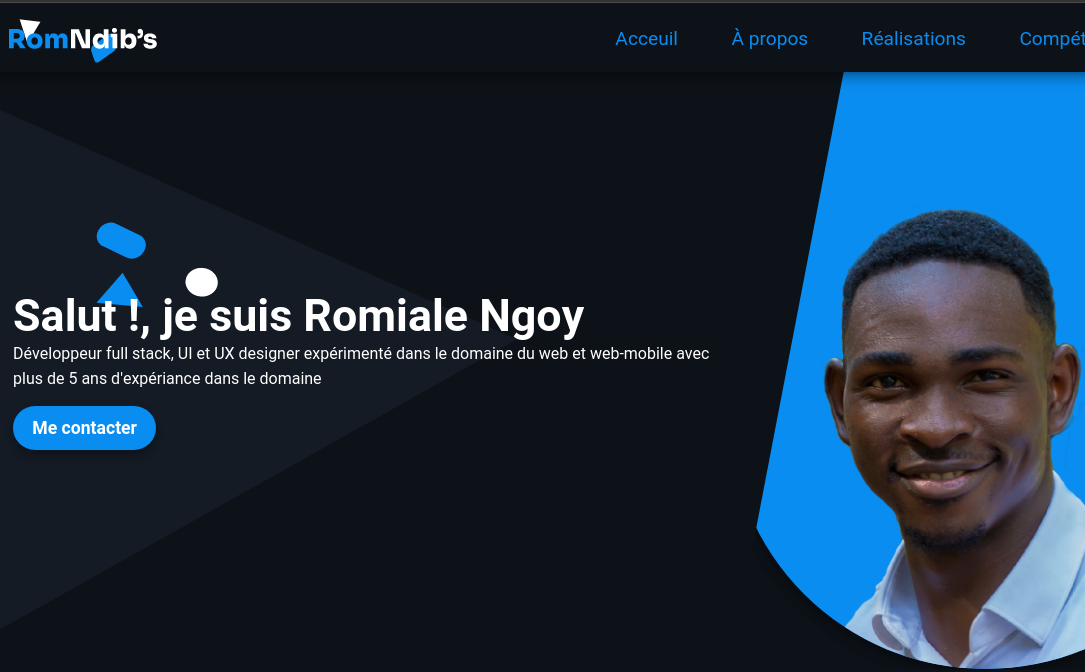 RomNdib's
Acceuil
À propos
Réalisations
Salut !, je suis Romiale Ngoy
Développeur full stack, UI et UX designer expérimenté dans le domaine du web et web-mobile avec
plus de 5 ans d'expériance dans le domaine
Me contacter